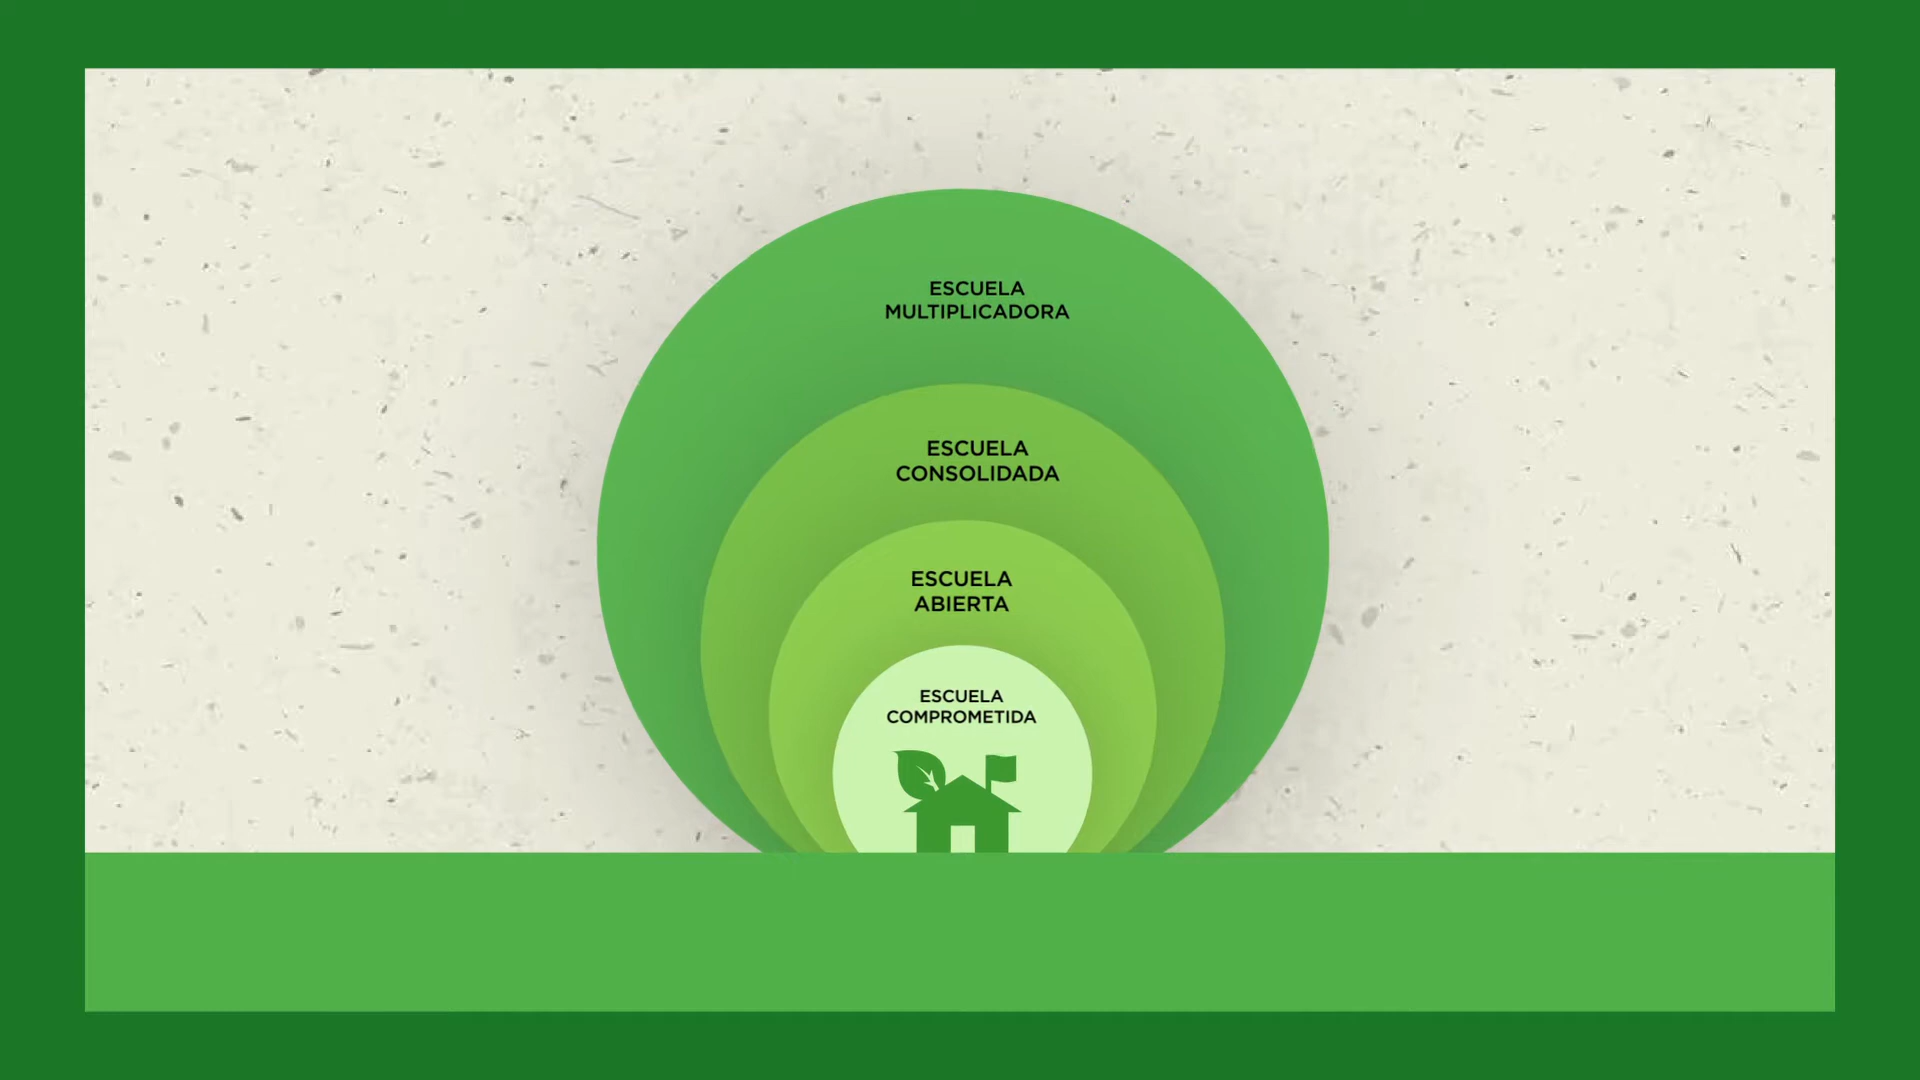 ESCUELA
MULTIPLICADORA
ESCUELA
CONSOLIDADA
ESCUELA
ABIERTA
ESCUELA
COMPROMETIDA